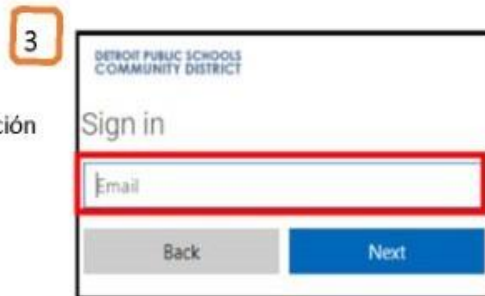 3
DETROIT PUBLIC SCHOOLS
COMMUNITY DISTRICT
ción
Sign in
Email
Back Next